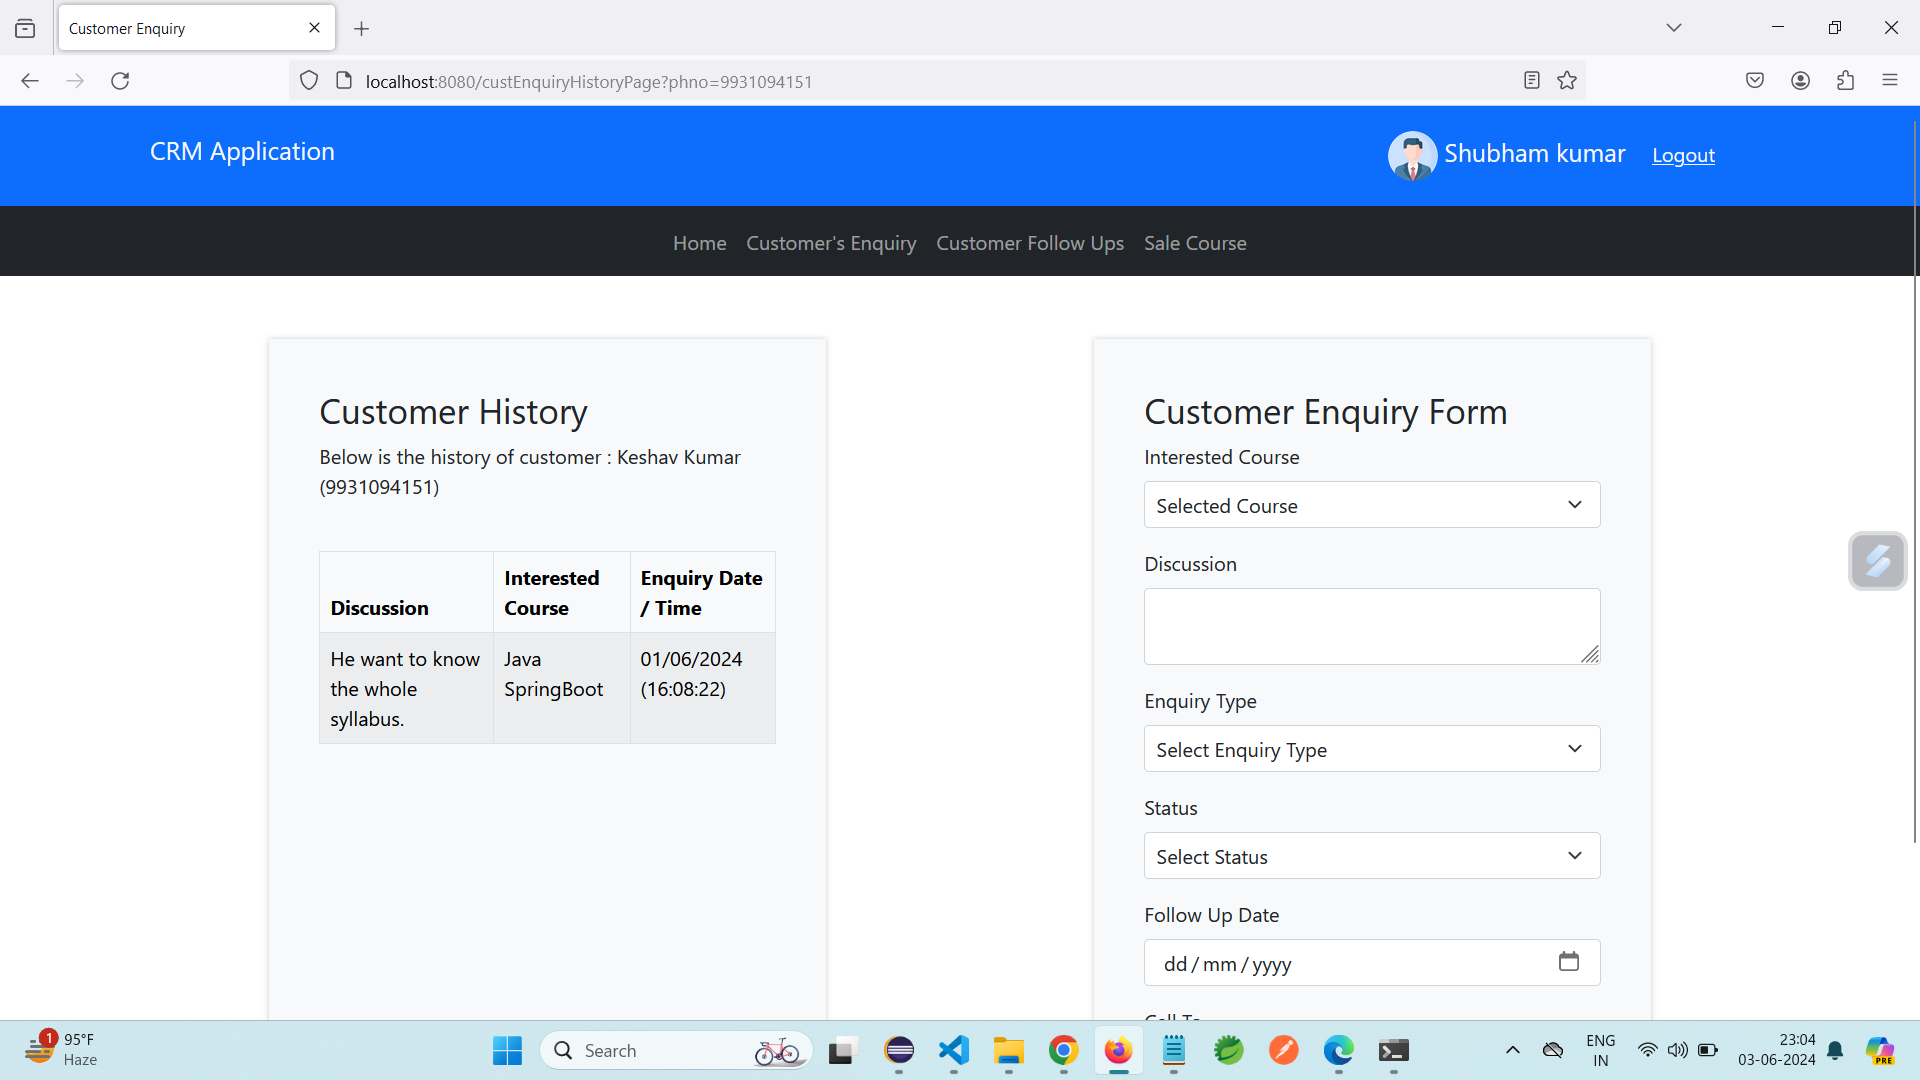 Customer Enquiry
localhost:8080/custEnquiryHistoryPage?phno=9931094151
CRM Application
Shubham kumar
Logout
Home
Customer's Enquiry
Customer Follow Ups
Sale Course
Customer History
Below is the history of customer : Keshav Kumar
(9931094151)
Discussion
Interested
Course
Enquiry Date
/ Time
He want to know
the whole
syllabus.
Java
SpringBoot
01/06/2024
(16:08:22)
Customer Enquiry Form
Interested Course
Selected Course
Discussion
Enquiry Type
Select Enquiry Type
Status
Select Status
Follow Up Date
dd / mm / yyyy
Call To
1
95°F
Haze
Search
ENG
IN
23:04
03-06-2024
PRE